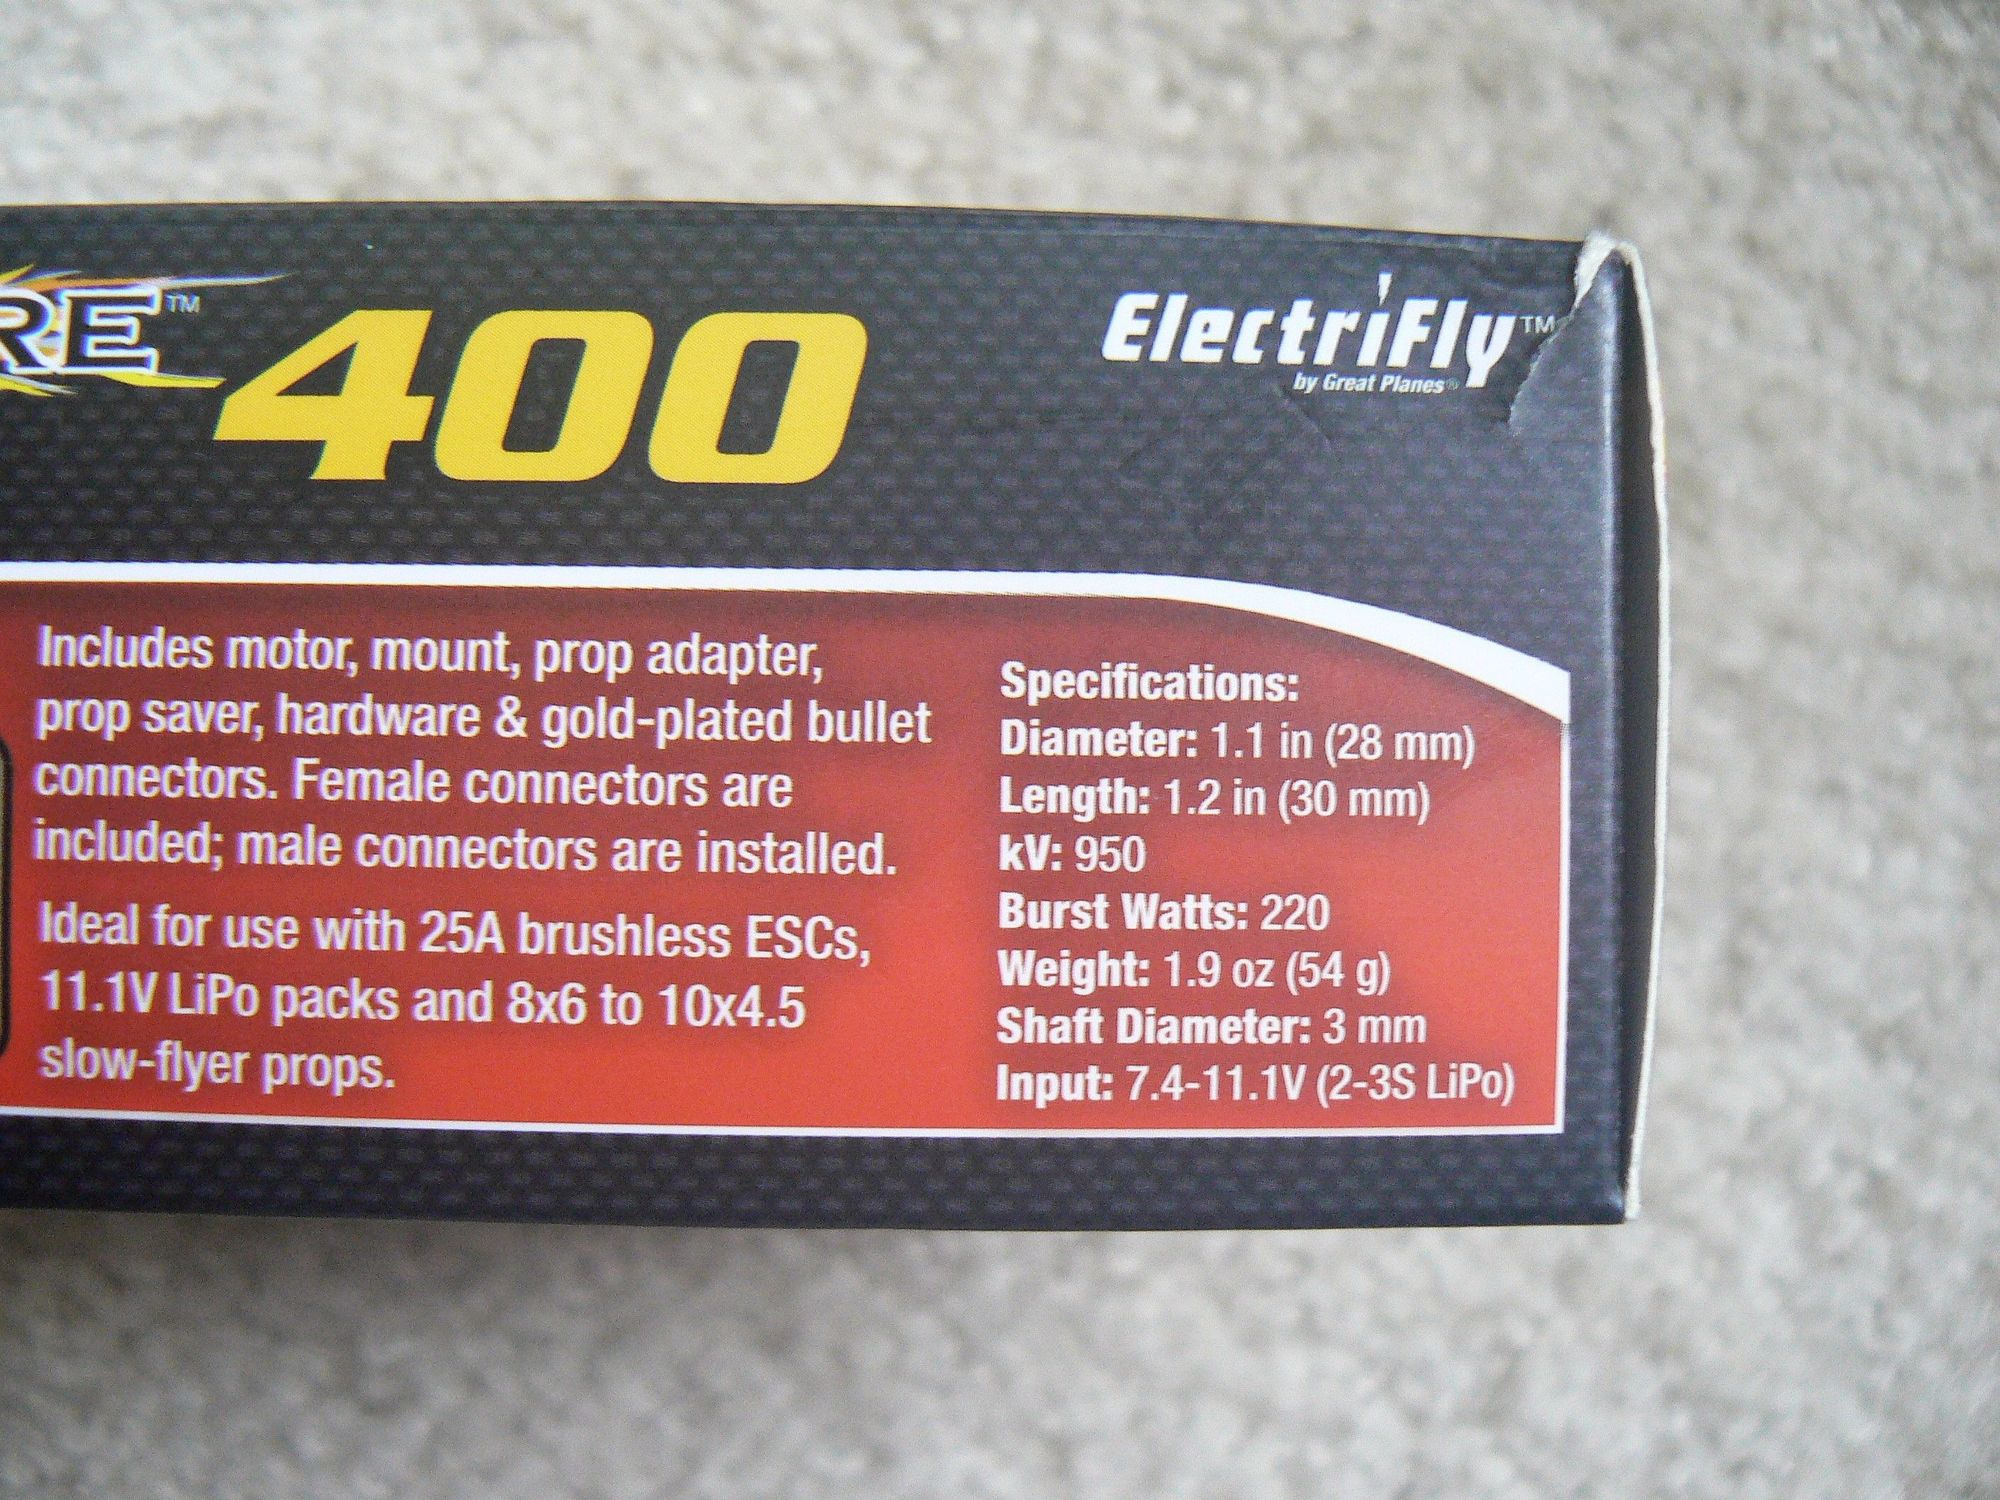 RE™ 400
ElectriFly™
by Great Planes®
Includes motor, mount, prop adapter,
prop saver, hardware & gold-plated bullet
connectors. Female connectors are
included; male connectors are installed.
Ideal for use with 25A brushless ESCs,
11.1V LiPo packs and 8x6 to 10x4.5
slow-flyer props.
Specifications:
Diameter: 1.1 in (28 mm)
Length: 1.2 in (30 mm)
kV: 950
Burst Watts: 220
Weight: 1.9 oz (54 g)
Shaft Diameter: 3 mm
Input: 7.4-11.1V (2-3S LiPo)